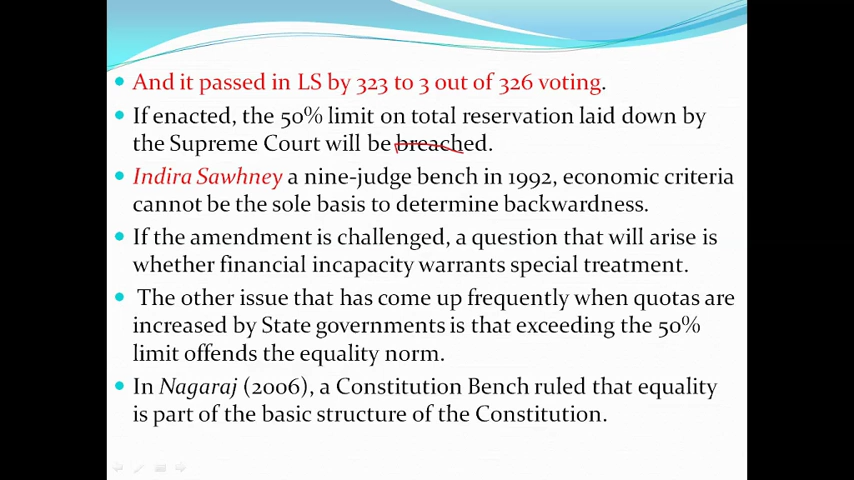 And it passed in LS by 323 to 3 out of 326 voting.
If enacted, the 50% limit on total reservation laid down by
the Supreme Court will be breached.
Indira Sawhney a nine-judge bench in 1992, economic criteria
cannot be the sole basis to determine backwardness.
If the amendment is challenged, a question that will arise is
whether financial incapacity warrants special treatment.
The other issue that has come up frequently when quotas are
increased by State governments is that exceeding the 50%
limit offends the equality norm.
In Nagaraj (2006), a Constitution Bench ruled that equality
is part of the basic structure of the Constitution.